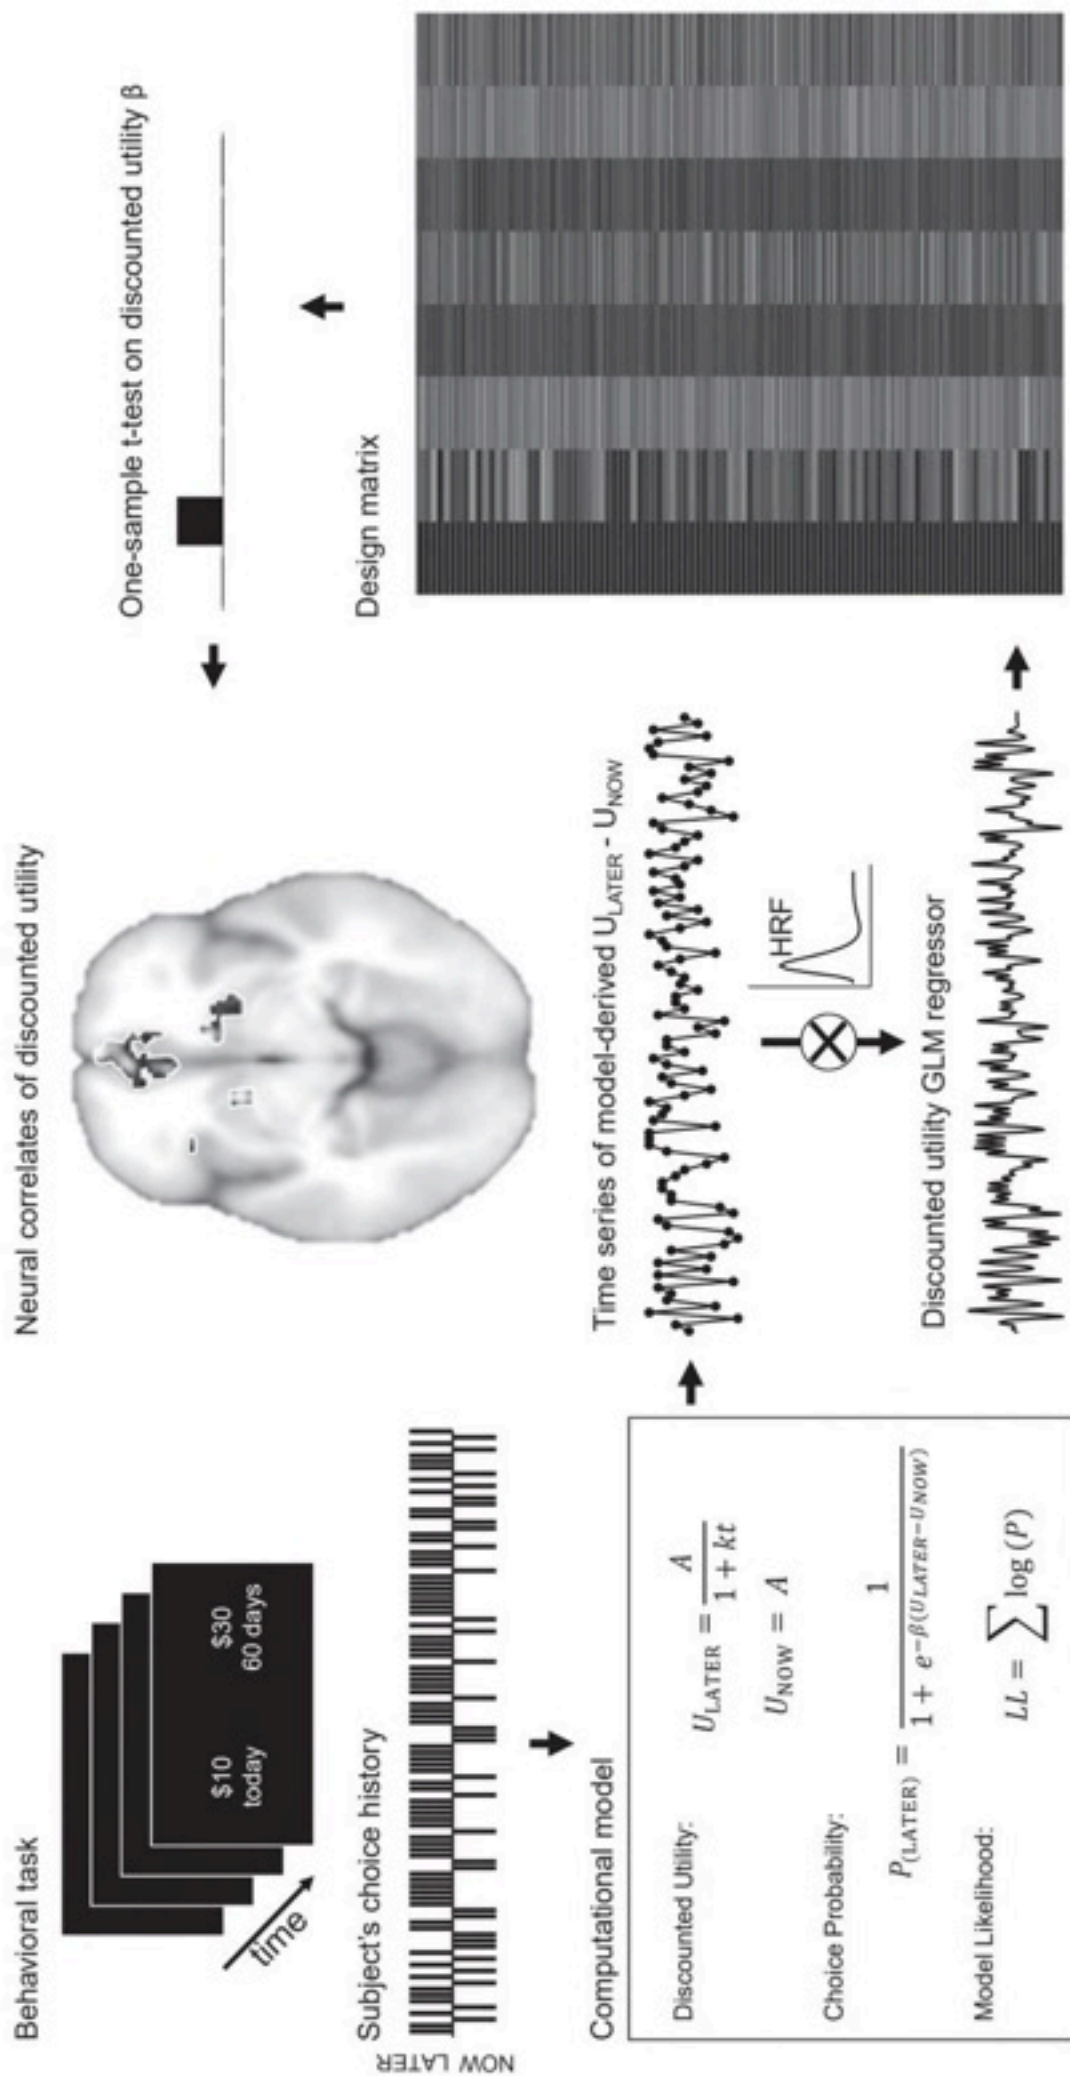 Behavioral task
$10 $30
today 60 days
time
Subject's choice history
NOW LATER
Computational model
Discounted Utility:
U_LATER = A / (1 + kt)
U_NOW = A
Choice Probability:
P_(LATER) = 1 / (1 + e^{-β(U_LATER-U_NOW)})
Model Likelihood:
LL = ∑ log (P)
Time series of model-derived U_LATER - U_NOW
HRF
Discounted utility GLM regressor
Design matrix
One-sample t-test on discounted utility β
Neural correlates of discounted utility